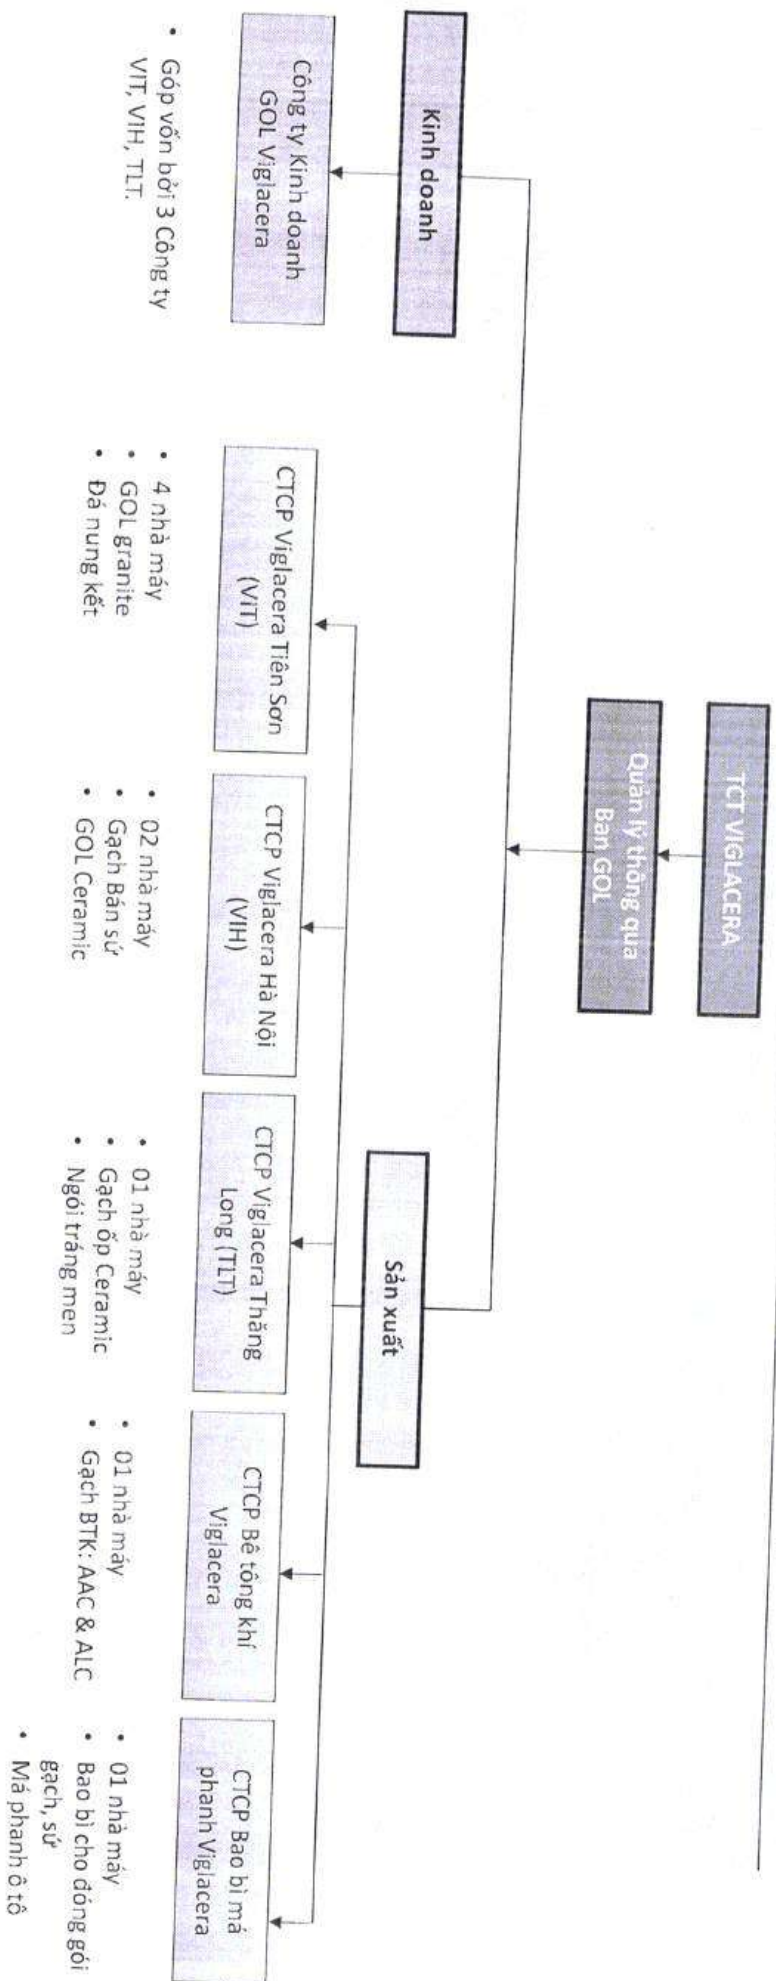 TCT VIGLACERA
Quản lý thông qua
Ban GOL
Kinh doanh
Sản xuất
Công ty Kinh doanh
GOL Viglacera
• Góp vốn bởi 3 Công ty
VIT, VIH, TLT.
CTCP Viglacera Tiên Sơn
(VIT)
• 4 nhà máy
• GOL granite
• Đá nung kết
CTCP Viglacera Hà Nội
(VIH)
• 02 nhà máy
• Gạch Bán sứ
• GOL Ceramic
CTCP Viglacera Thăng
Long (TLT)
• 01 nhà máy
• Gạch ốp Ceramic
• Ngói tráng men
CTCP Bê tông khí
Viglacera
• 01 nhà máy
• Gạch BTK: AAC & ALC
CTCP Bao bì má
phanh Viglacera
• 01 nhà máy
• Bao bì cho đóng gói
gạch, sứ
• Má phanh ô tô